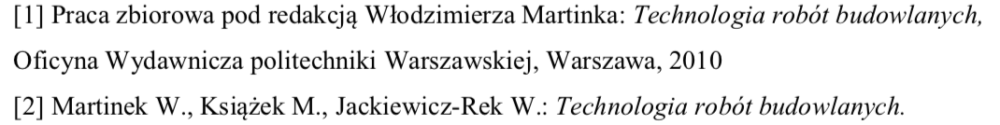 [1] Praca zbiorowa pod redakcją Włodzimierza Martinka: Technologia robót budowlanych,
Oficyna Wydawnicza politechniki Warszawskiej, Warszawa, 2010
[2] Martinek W., Książek M., Jackiewicz-Rek W.: Technologia robót budowlanych.